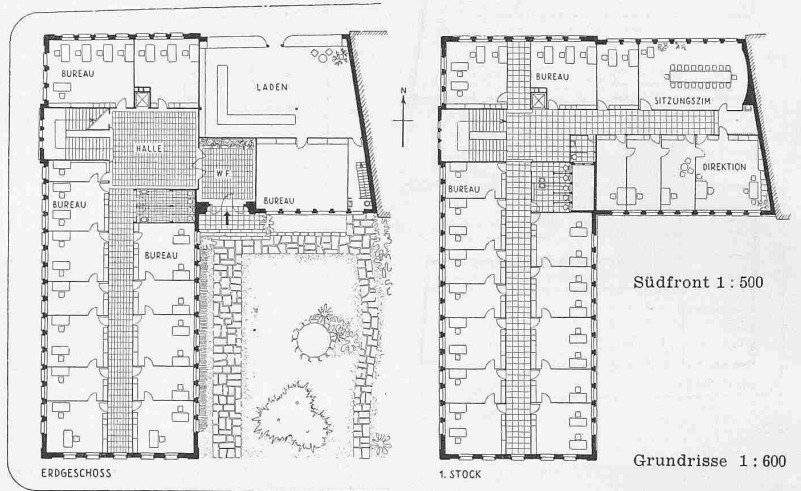 BUREAU
LADEN
N
HALLE
W.F.
BUREAU
BUREAU
BUREAU
ERDGESCHOSS
BUREAU
SITZUNGSZIM
DIREKTION
BUREAU
1. STOCK
Südfront 1 : 500
Grundrisse 1 : 600